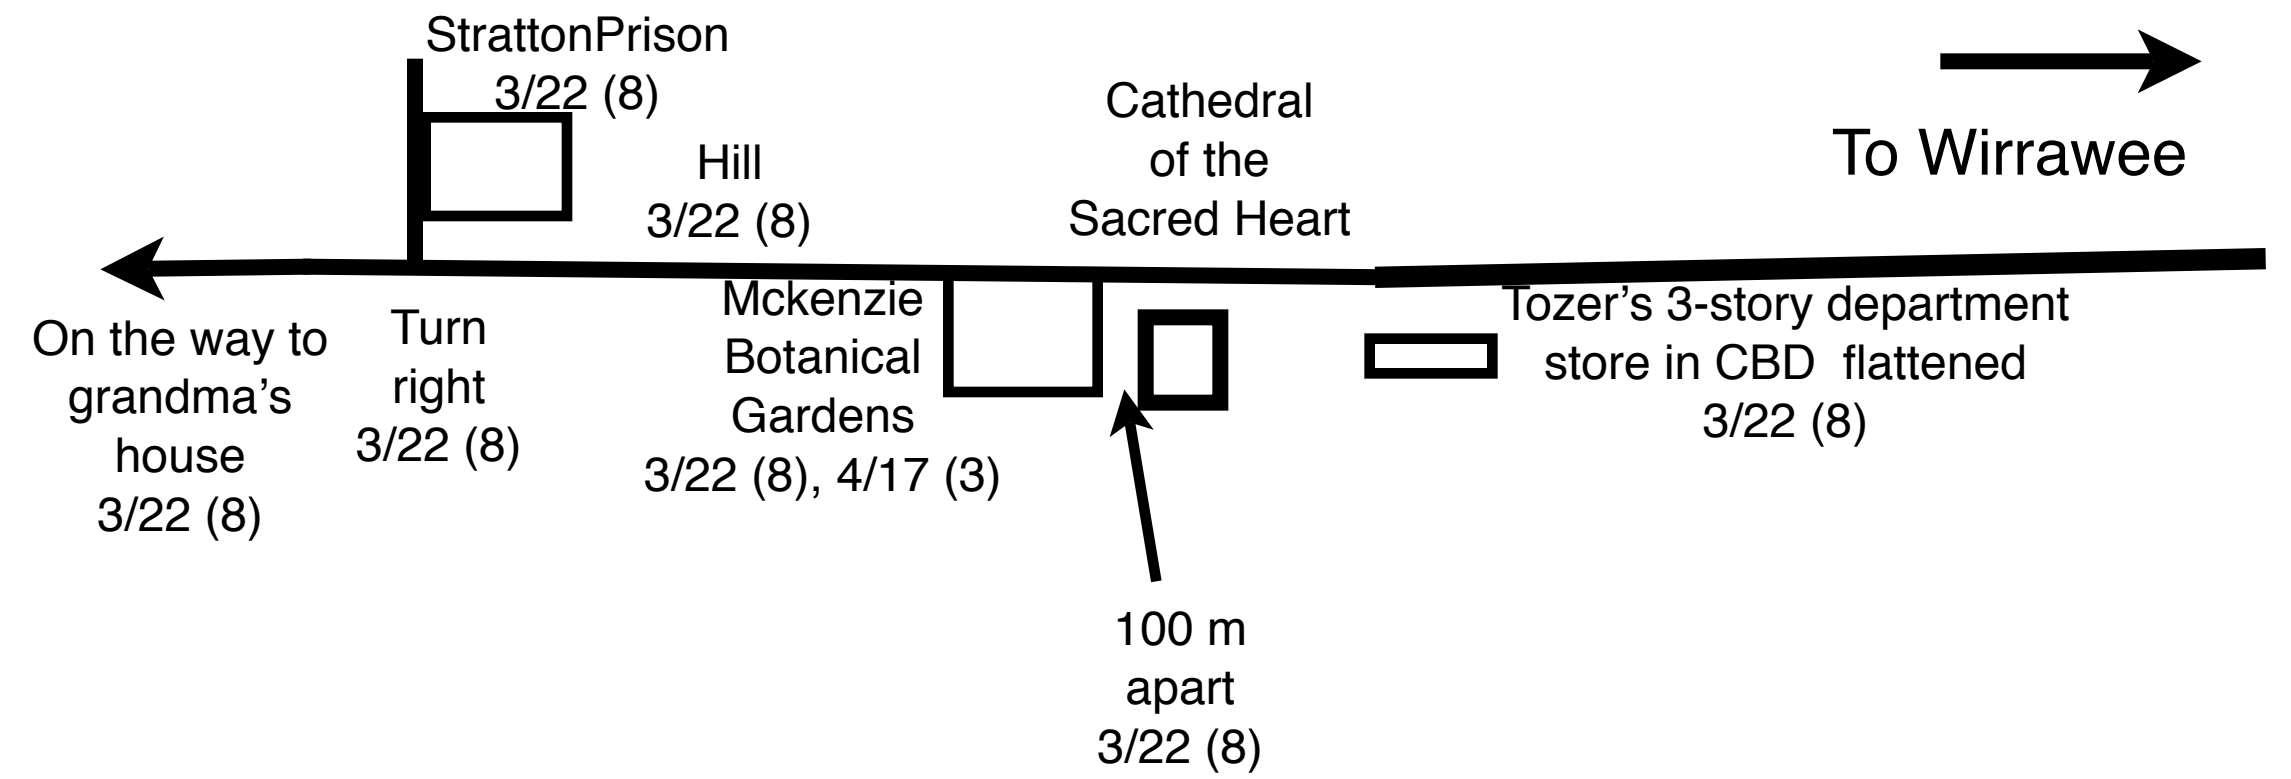 StrattonPrison
3/22 (8)
Hill
3/22 (8)
Cathedral
of the
Sacred Heart
To Wirrawee
On the way to
grandma's
house
3/22 (8)
Turn
right
3/22 (8)
Mckenzie
Botanical
Gardens
3/22 (8), 4/17 (3)
Tozer's 3-story department
store in CBD  flattened
3/22 (8)
100 m
apart
3/22 (8)